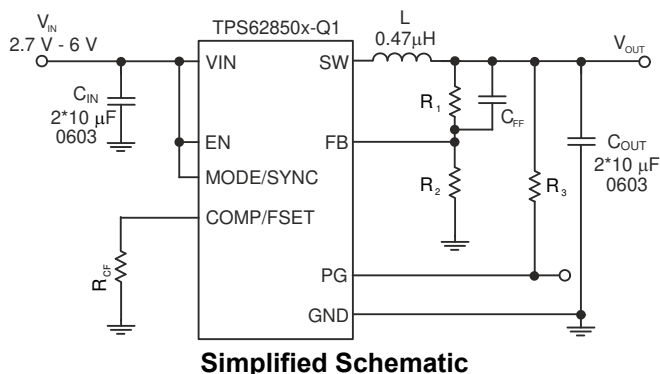 TPS62850x-Q1
V_IN
2.7 V - 6 V
L
0.47μH
V_OUT
VIN
SW
C_IN
2*10 μF
0603
R_1
C_FF
EN
FB
C_OUT
2*10 μF
0603
MODE/SYNC
R_2
R_3
COMP/FSET
R_CF
PG
GND
Simplified Schematic